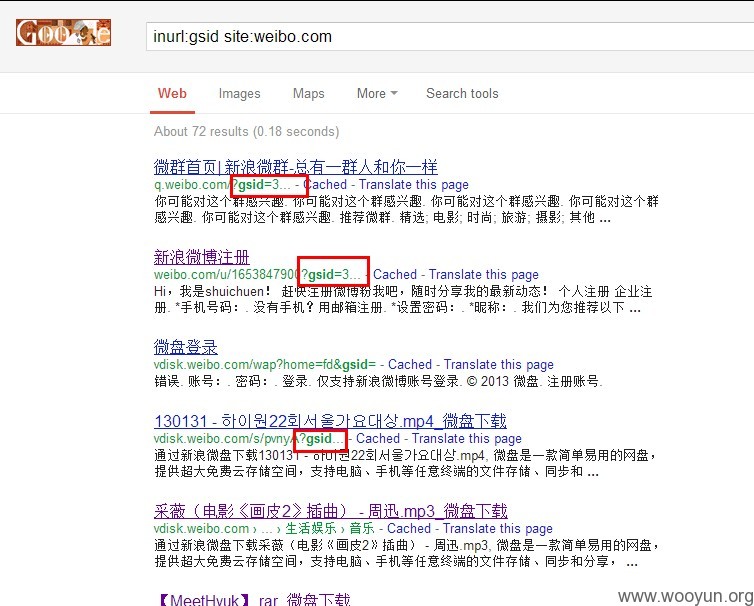 Google
inurl:gsid site:weibo.com
Web Images Maps More Search tools
About 72 results (0.18 seconds)
微群首页| 新浪微群-总有一群人和你一样
q.weibo.com/?gsid=3... - Cached - Translate this page
你可能对这个群感兴趣. 你可能对这个群感兴趣. 你可能对这个群感兴趣. 你可能对这个群
感兴趣. 你可能对这个群感兴趣. 推荐微群. 精选; 电影; 时尚; 旅游; 摄影; 其他 ...
新浪微博注册
weibo.com/u/1653847900?gsid=3... - Cached - Translate this page
Hi，我是shuichuen！ 赶快注册微博粉我吧，随时分享我的最新动态！ 个人注册 企业注
册. *手机号码：. 没有手机？用邮箱注册. *设置密码：. *昵称：. 我们为您推荐以下 ...
微盘登录
vdisk.weibo.com/wap?home=fd&gsid= - Cached - Translate this page
错误. 账号：. 密码：. 登录. 仅支持新浪微博账号登录. © 2013 微盘. 注册账号.
130131 - 하이원22회서울가요대상.mp4_微盘下载
vdisk.weibo.com/s/pvnyA?gsid... - Cached - Translate this page
通过新浪微盘下载130131 - 하이원22회서울가요대상.mp4, 微盘是一款简单易用的网盘，
提供超大免费云存储空间，支持电脑、手机等任意终端的文件存储、同步和 ...
采薇（电影《画皮2》插曲） - 周迅.mp3_微盘下载
vdisk.weibo.com › ... › 生活娱乐 › 音乐 - Cached - Translate this page
通过新浪微盘下载采薇（电影《画皮2》插曲） - 周迅.mp3, 微盘是一款简单易用的网盘，
提供超大免费云存储空间，支持电脑、手机等任意终端的文件存储、同步和分享， ...
【MeetHyuk】.rar_微盘下载
www.wooyun.org